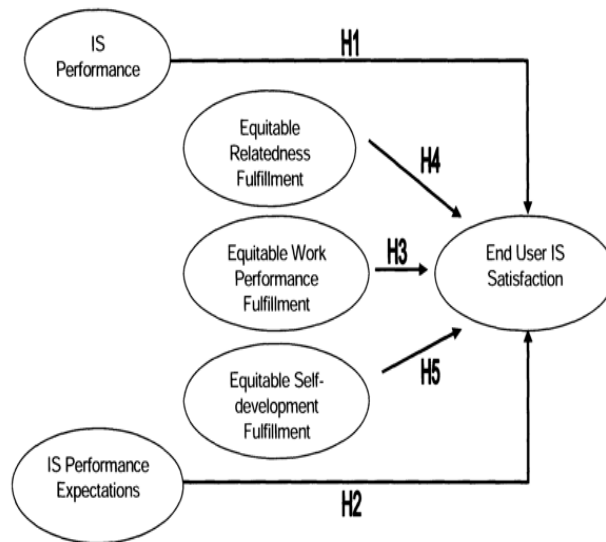 H1
IS
Performance
Equitable
Relatedness
Fulfillment
H4
Equitable Work
Performance
Fulfillment
H3
End User IS
Satisfaction
Equitable Self-
development
Fulfillment
H5
IS Performance
Expectations
H2